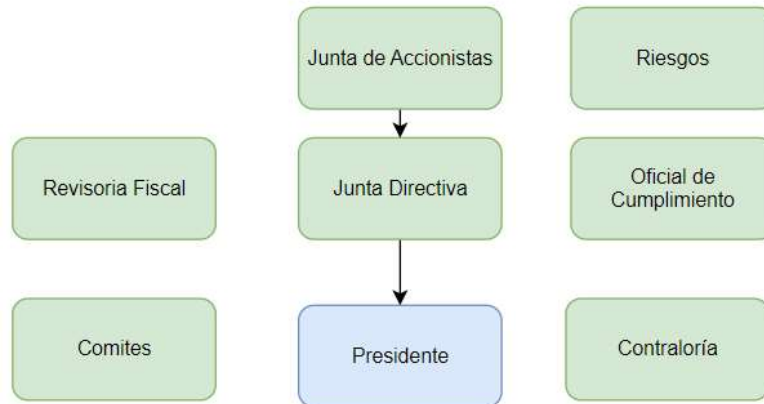 Junta de Accionistas
Riesgos
Revisoria Fiscal
Junta Directiva
Oficial de
Cumplimiento
Comites
Presidente
Contraloría